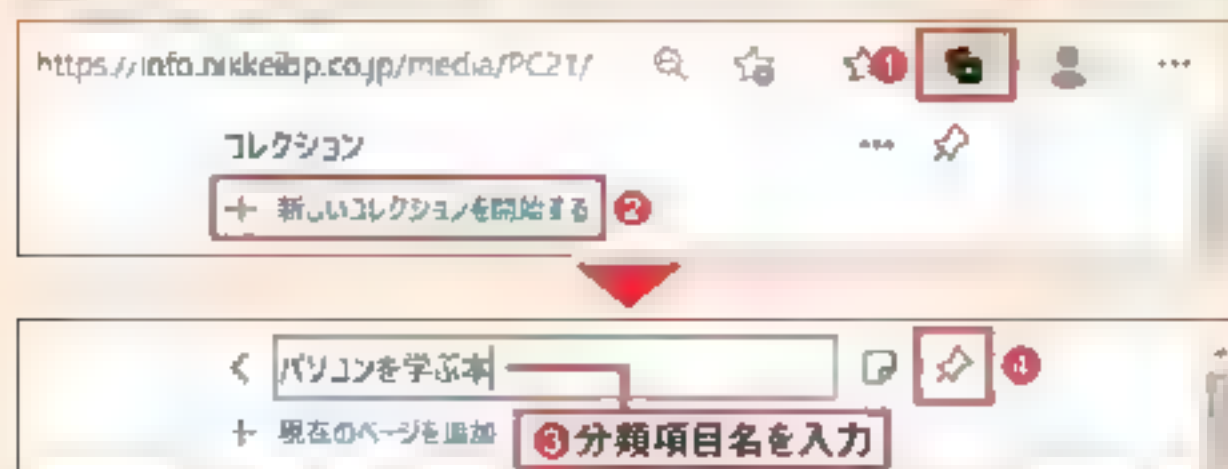 https://info.nikkeibp.co.jp/media/PC21/ ①
コレクション
+ 新しいコレクションを開始する ②
パソコンを学ぶ本 ④
+ 現在のページを追加 ③分類項目名を入力